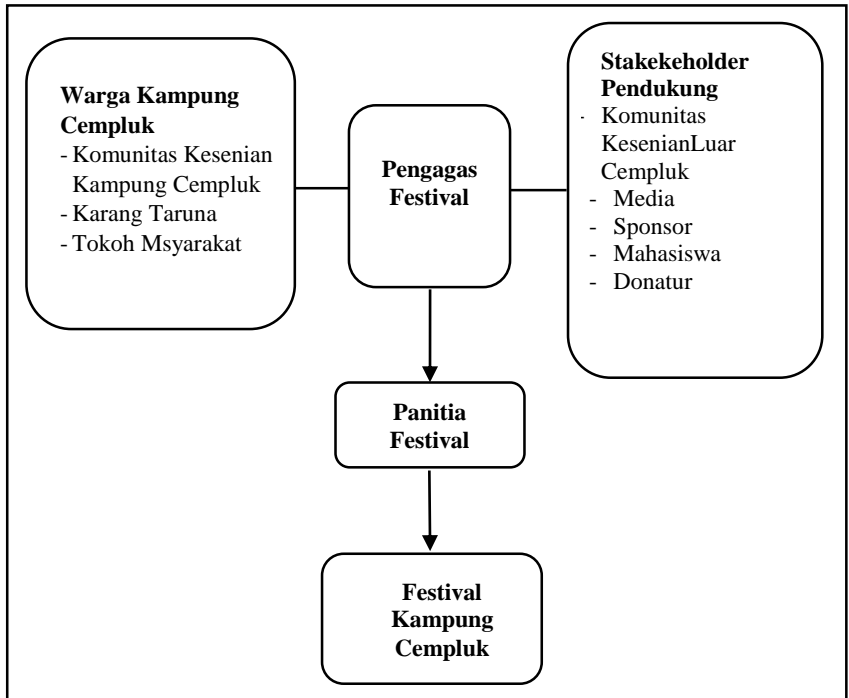 Warga Kampung
Cempluk
- Komunitas Kesenian
Kampung Cempluk
- Karang Taruna
- Tokoh Msyarakat
Pengagas
Festival
Stakekeholder
Pendukung
- Komunitas
KesenianLuar
Cempluk
- Media
- Sponsor
- Mahasiswa
- Donatur
Panitia
Festival
Festival
Kampung
Cempluk